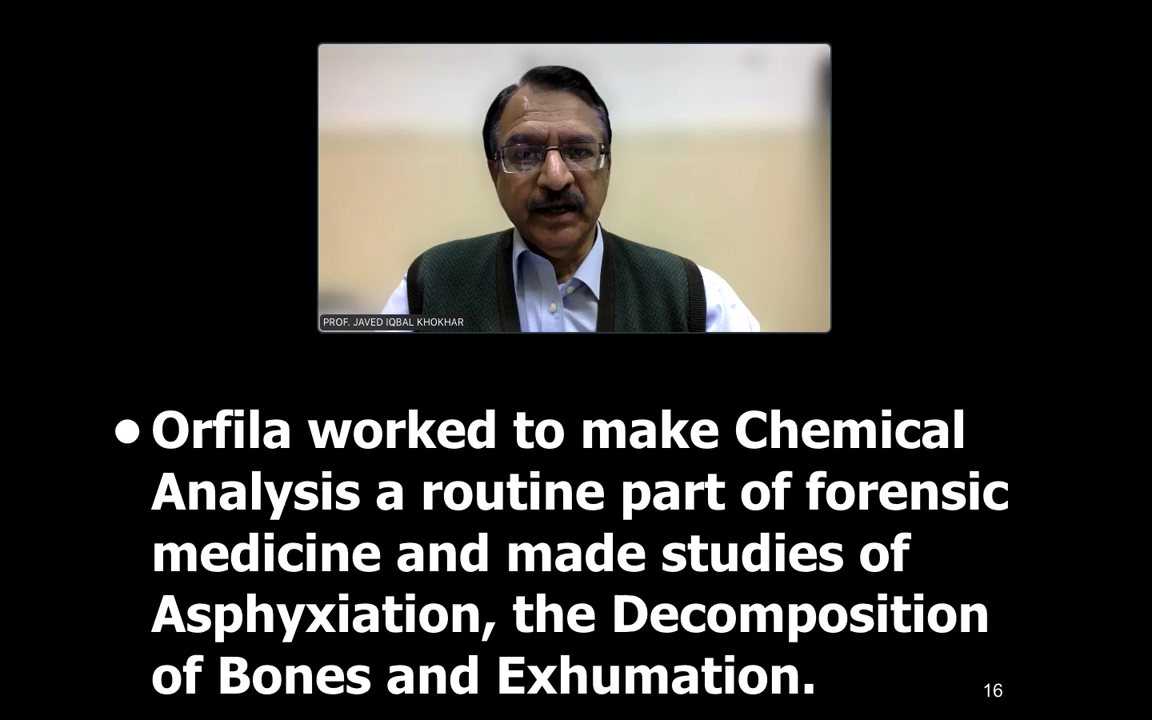 PROF. JAVED IQBAL KHOKHAR
• Orfila worked to make Chemical
Analysis a routine part of forensic
medicine and made studies of
Asphyxiation, the Decomposition
of Bones and Exhumation.
16